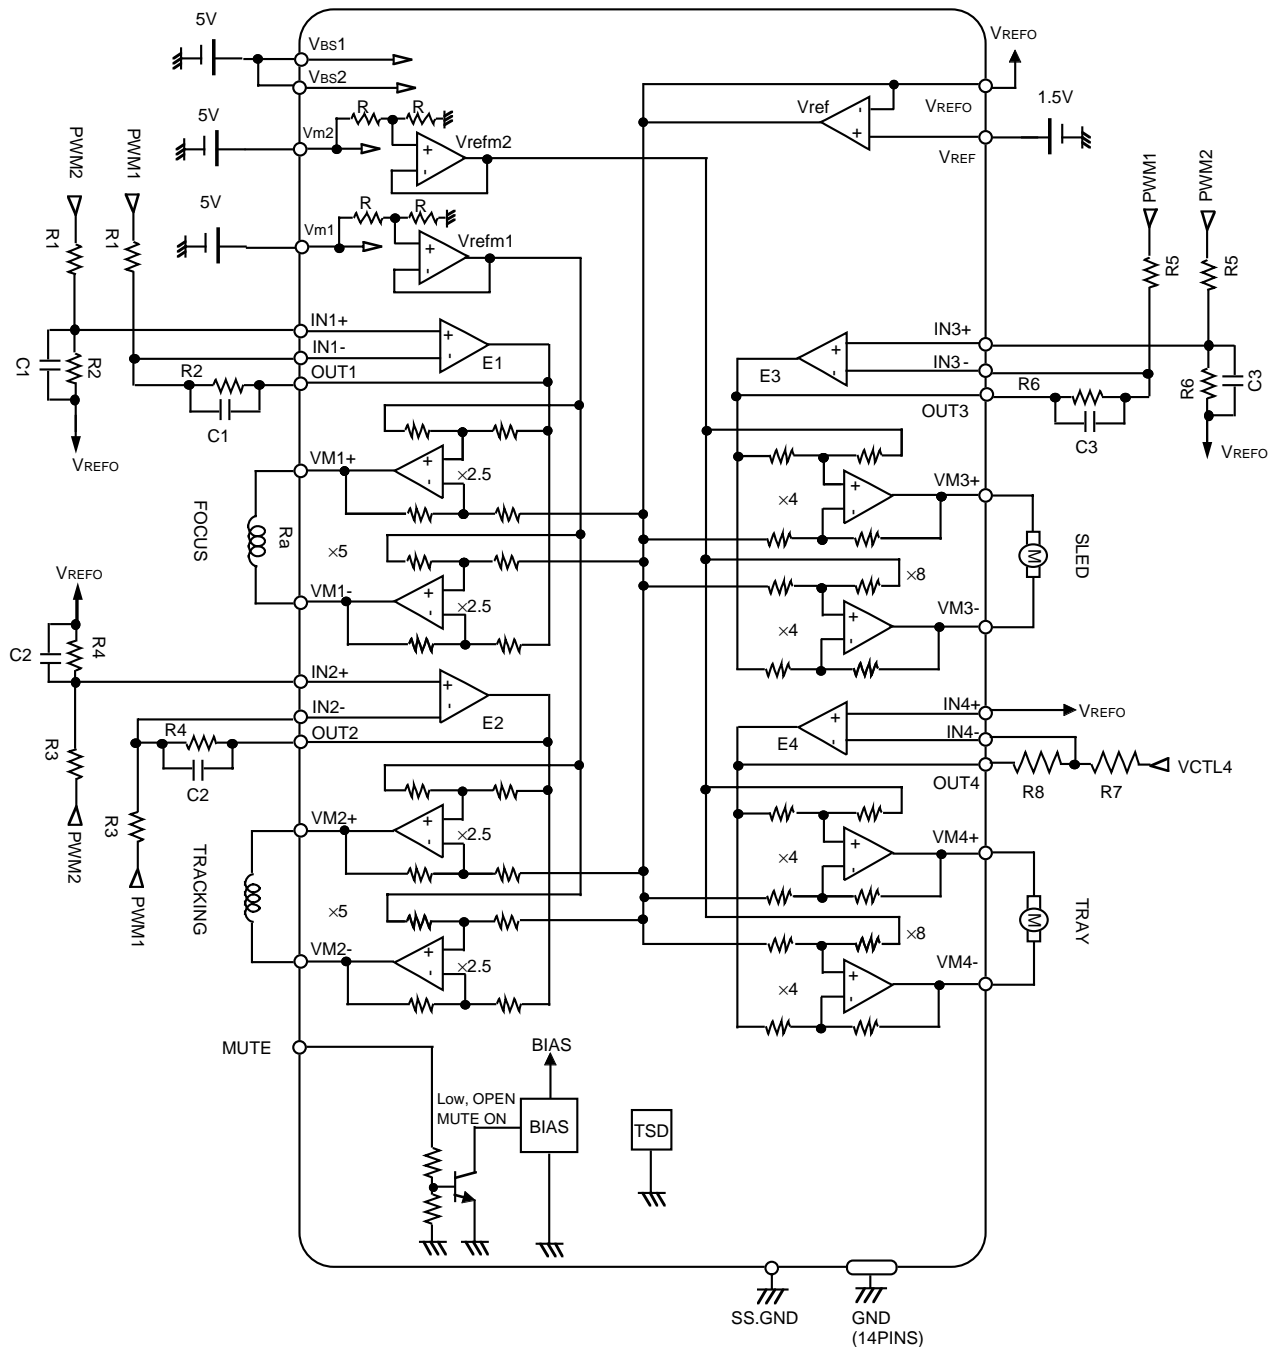 5V
VBS1
VBS2
VREFO
R R
Vref
VREFO
1.5V
5V
Vm2
Vrefm2
VREF
PWM2
PWM1
PWM1
PWM2
5V
R R
Vm1
Vrefm1
R1
R1
R5
R5
IN1+
IN1-
E1
OUT1
IN3+
IN3-
E3
OUT3
C1
R2
R2
C1
VREFO
R6
C3
R6
C3
VREFO
VM1+
×2.5
×4
VM3+
FOCUS
Ra
×5
M
SLED
VREFO
VM1-
×2.5
×8
×4
VM3-
C2
R4
IN2+
IN2-
E2
OUT2
R4
C2
R3
R3
PWM2
PWM1
IN4+
VREFO
IN4-
E4
OUT4
R8
R7
VCTL4
VM2+
×2.5
×4
VM4+
TRACKING
×5
M
TRAY
VM2-
×2.5
×8
×4
VM4-
MUTE
BIAS
Low, OPEN
MUTE ON
BIAS
TSD
SS.GND
GND
(14PINS)
+
-
+
-
+
-
+
-
+
-
+
-
+
-
+
-
+
-
+
-
+
-
+
-
+
-
+
-
+
-